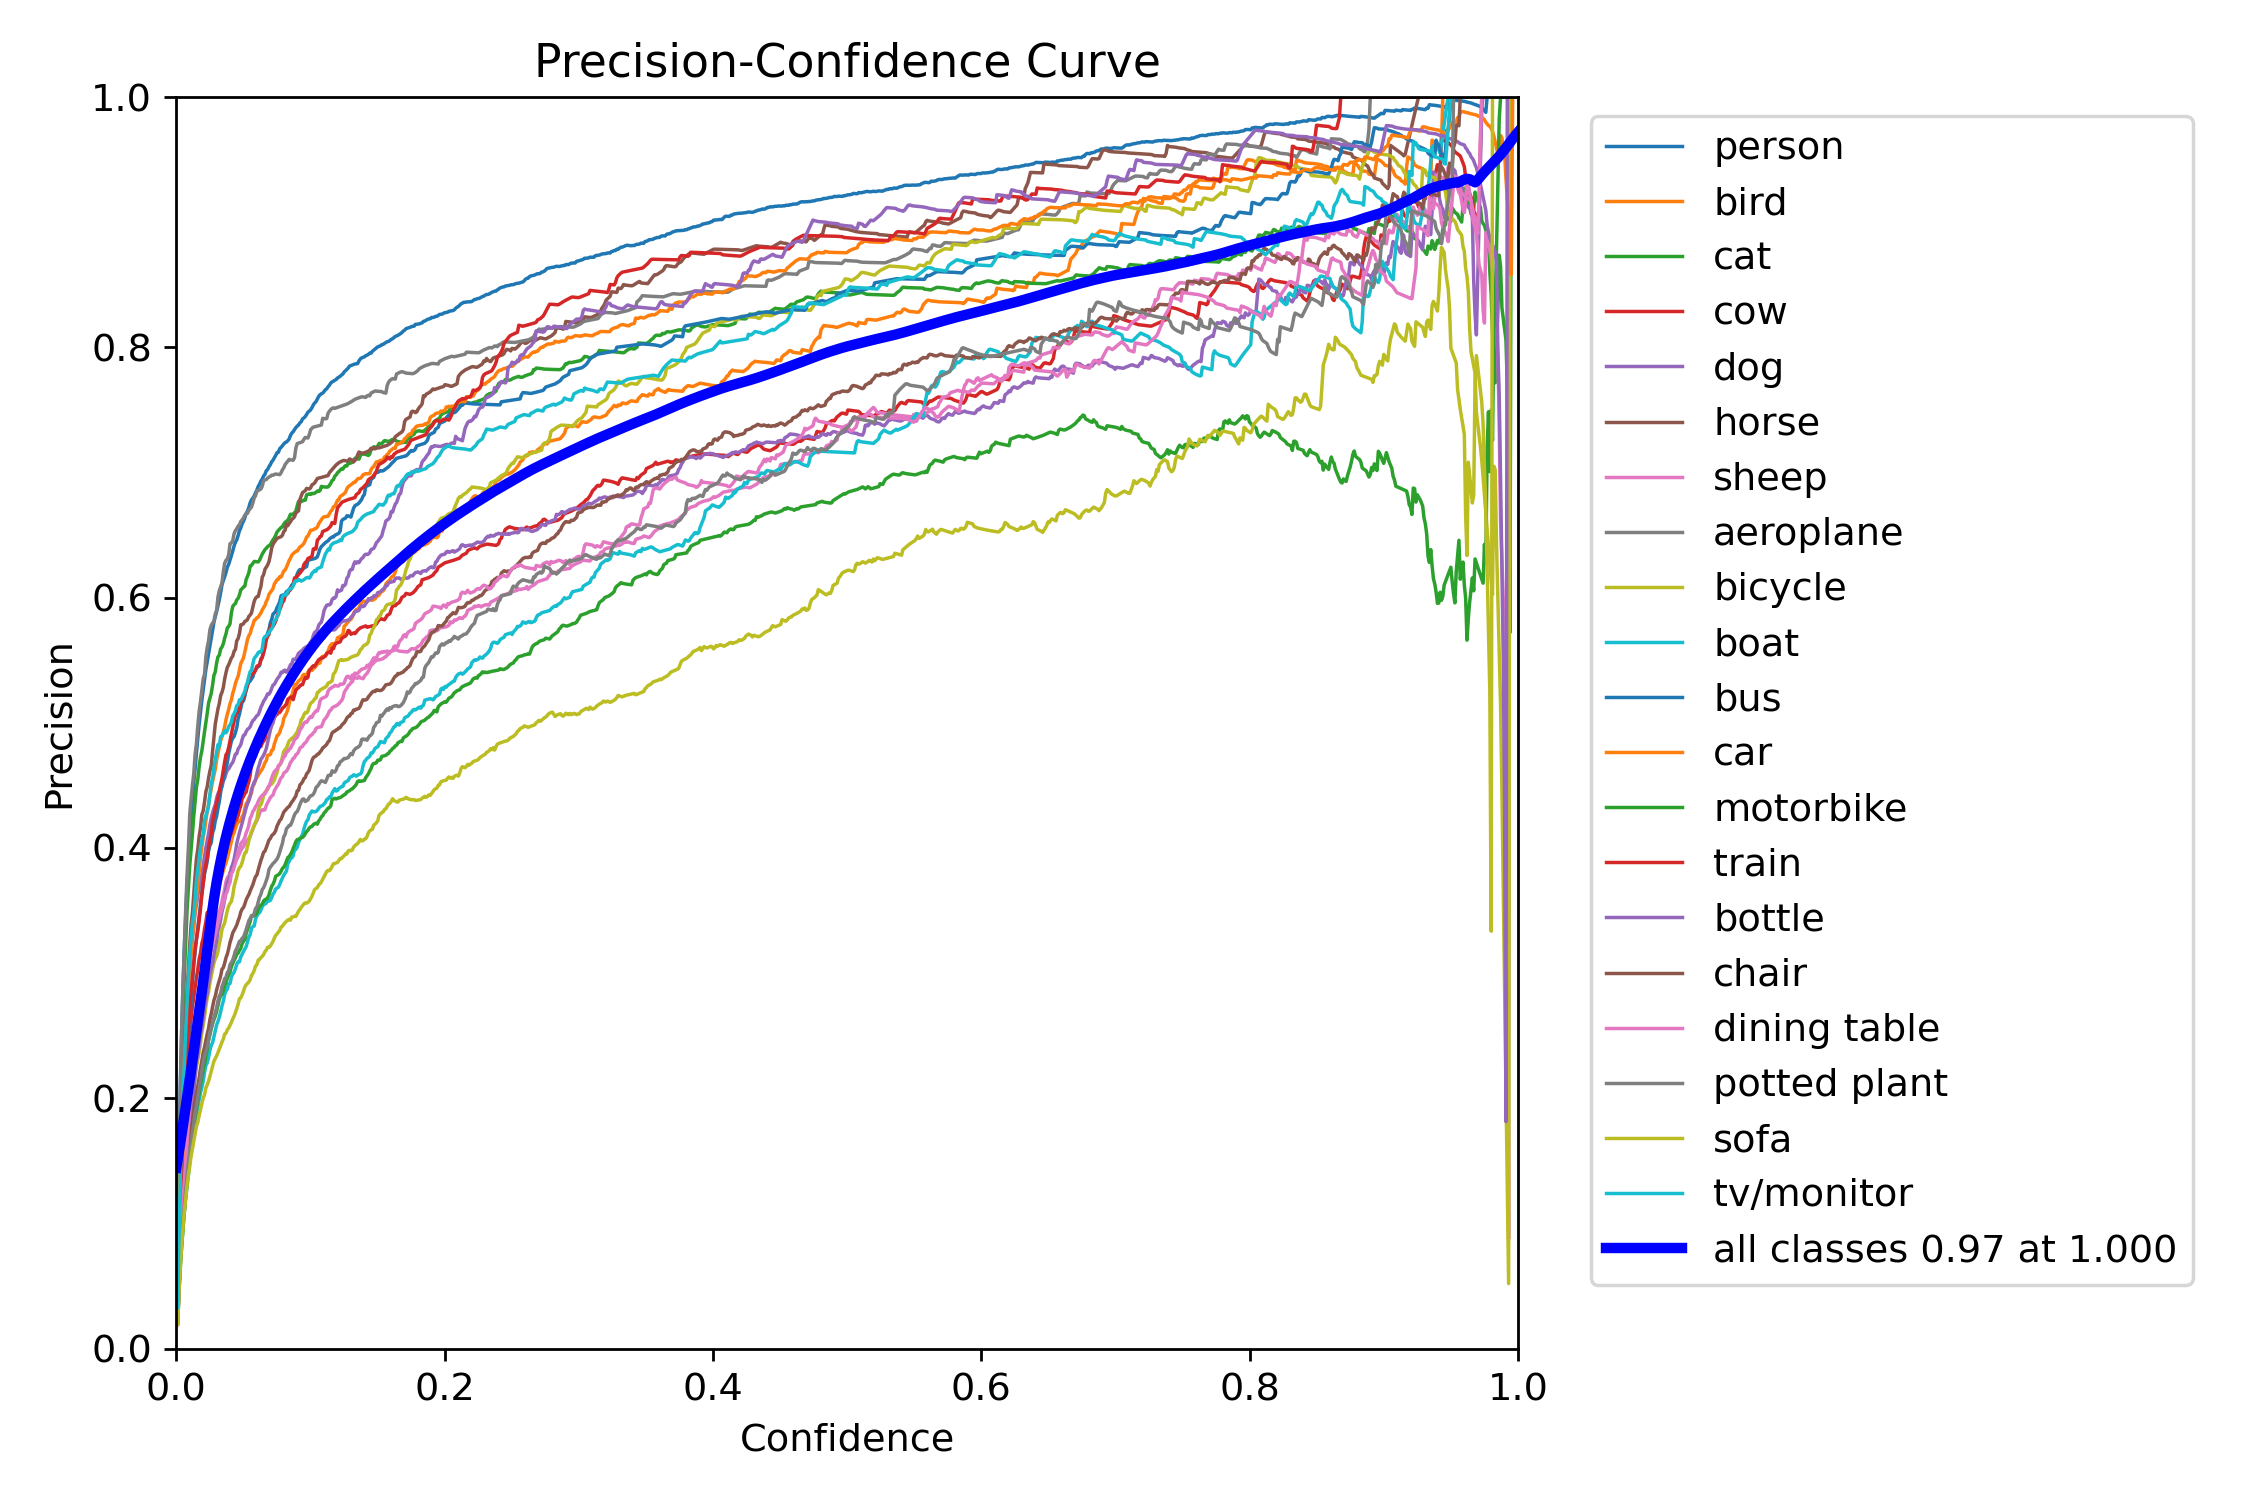 Precision-Confidence Curve
1.0
0.8
0.6
0.4
0.2
0.0
Precision
0.0 0.2 0.4 0.6 0.8 1.0
Confidence
person
bird
cat
cow
dog
horse
sheep
aeroplane
bicycle
boat
bus
car
motorbike
train
bottle
chair
dining table
potted plant
sofa
tv/monitor
all classes 0.97 at 1.000